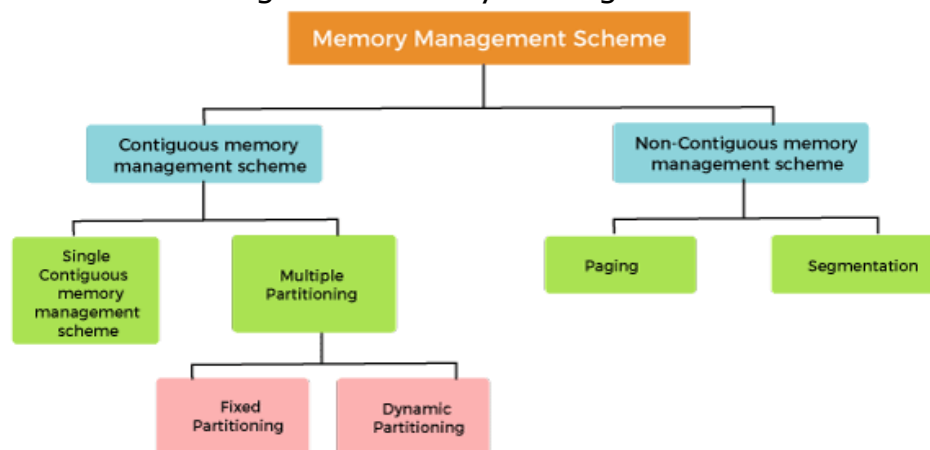 Memory Management Scheme
Contiguous memory
management scheme
Non-Contiguous memory
management scheme
Single
Contiguous
memory
management
scheme
Multiple
Partitioning
Paging
Segmentation
Fixed
Partitioning
Dynamic
Partitioning